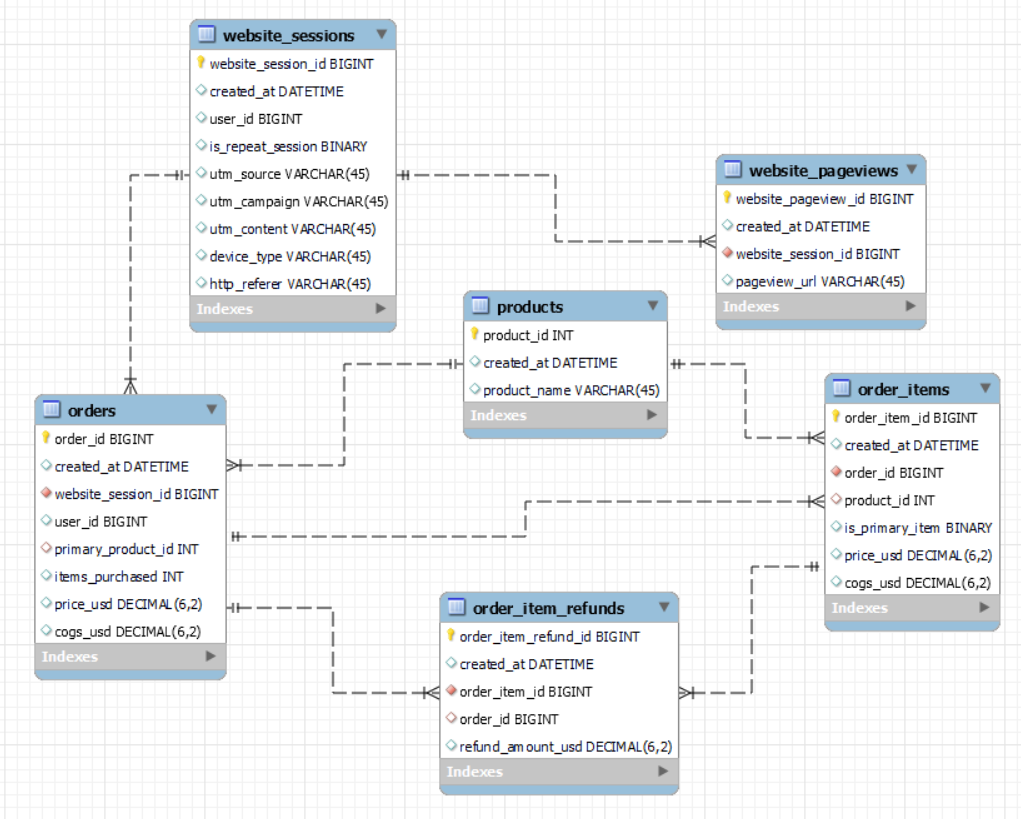 website_sessions
website_session_id BIGINT
created_at DATETIME
user_id BIGINT
is_repeat_session BINARY
utm_source VARCHAR(45)
utm_campaign VARCHAR(45)
utm_content VARCHAR(45)
device_type VARCHAR(45)
http_referer VARCHAR(45)
Indexes
website_pageviews
website_pageview_id BIGINT
created_at DATETIME
website_session_id BIGINT
pageview_url VARCHAR(45)
Indexes
products
product_id INT
created_at DATETIME
product_name VARCHAR(45)
Indexes
orders
order_id BIGINT
created_at DATETIME
website_session_id BIGINT
user_id BIGINT
primary_product_id INT
items_purchased INT
price_usd DECIMAL(6,2)
cogs_usd DECIMAL(6,2)
Indexes
order_items
order_item_id BIGINT
created_at DATETIME
order_id BIGINT
product_id INT
is_primary_item BINARY
price_usd DECIMAL(6,2)
cogs_usd DECIMAL(6,2)
Indexes
order_item_refunds
order_item_refund_id BIGINT
created_at DATETIME
order_item_id BIGINT
order_id BIGINT
refund_amount_usd DECIMAL(6,2)
Indexes